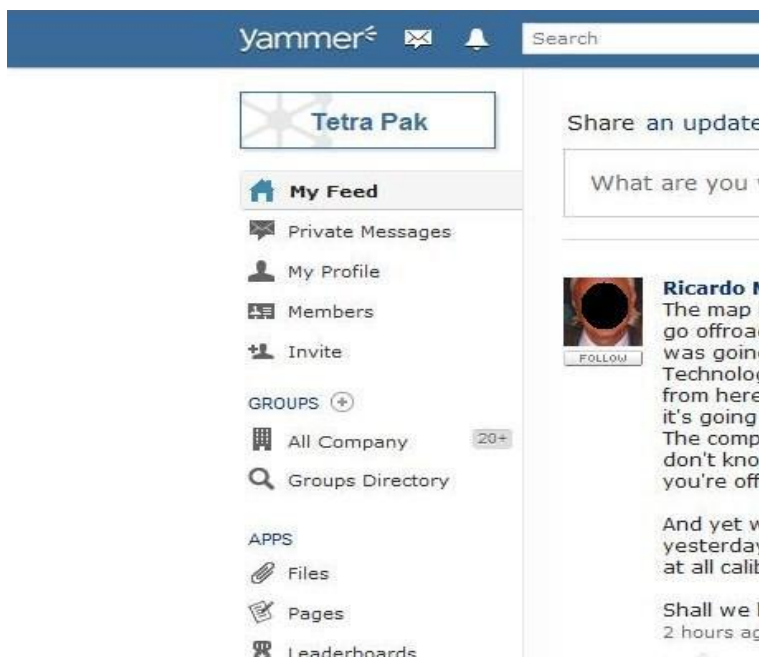 yammer
Search
Tetra Pak
My Feed
Private Messages
My Profile
Members
Invite
GROUPS
All Company 20+
Groups Directory
APPS
Files
Pages
Leaderboards
Share an update
What are you
FOLLOW
Ricardo
The map
go offroa
was goin
Technolog
from here
it's going
The comp
don't kno
you're off
And yet w
yesterday
at all calib
Shall we
2 hours ag